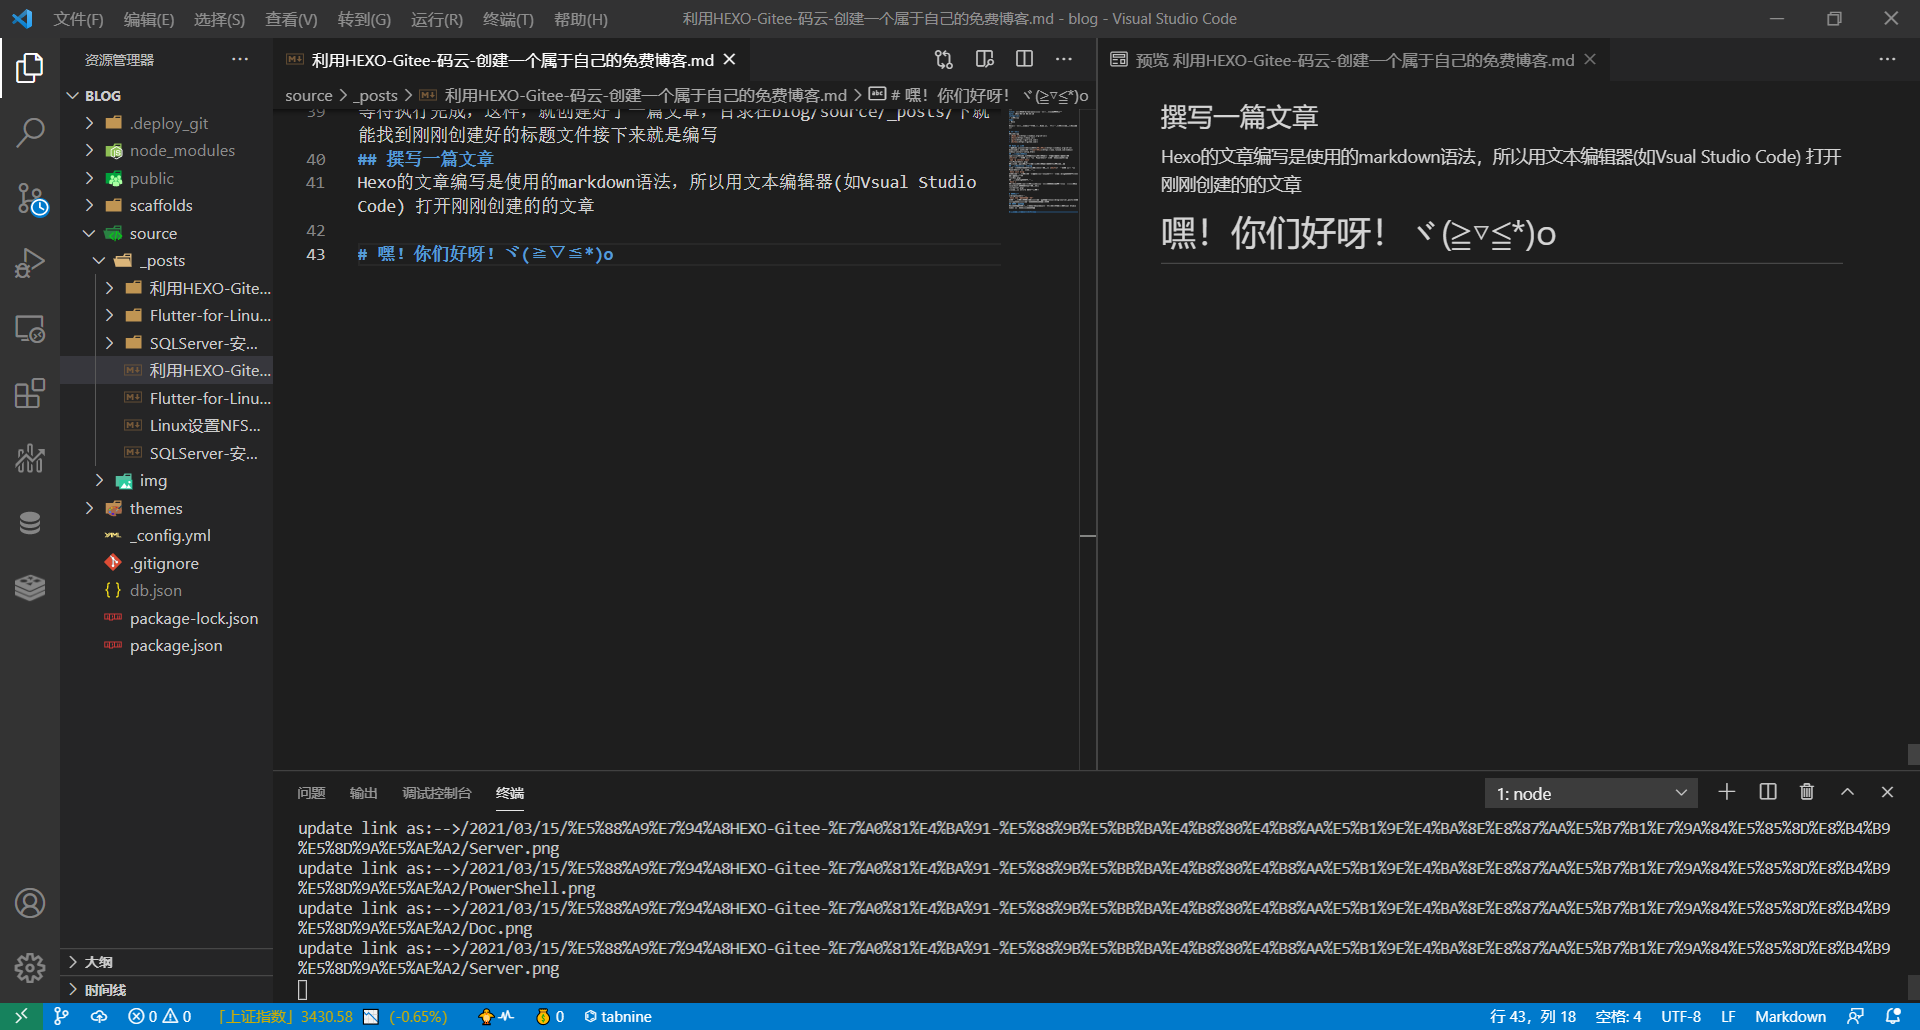 文件(F) 编辑(E) 选择(S) 查看(V) 转到(G) 运行(R) 终端(T) 帮助(H) 利用HEXO-Gitee-码云-创建一个属于自己的免费博客.md - blog - Visual Studio Code
资源管理器
BLOG
.deploy_git
node_modules
public
scaffolds
source
_posts
利用HEXO-Gite...
Flutter-for-Linu...
SQLServer-安...
利用HEXO-Gite...
Flutter-for-Linu...
Linux设置NFS...
SQLServer-安...
img
themes
_config.yml
.gitignore
db.json
package-lock.json
package.json
大纲
时间线
利用HEXO-Gitee-码云-创建一个属于自己的免费博客.md
source > _posts > 利用HEXO-Gitee-码云-创建一个属于自己的免费博客.md > # 嘿！你们好呀！ヾ(≧▽≦*)o
39 等待执行完成，这样，就创建好了一篇文章，目录在blog/source/_posts/下就
能找到刚刚创建好的标题文件接下来就是编写
40 ## 撰写一篇文章
41 Hexo的文章编写是使用的markdown语法，所以用文本编辑器(如Vsual Studio
Code) 打开刚刚创建的的文章
42
43 # 嘿！你们好呀！ヾ(≧▽≦*)o
预览 利用HEXO-Gitee-码云-创建一个属于自己的免费博客.md
撰写一篇文章
Hexo的文章编写是使用的markdown语法，所以用文本编辑器(如Vsual Studio Code) 打开
刚刚创建的的文章
嘿！你们好呀！ヾ(≧▽≦*)o
问题 输出 调试控制台 终端 1: node
update link as:-->/2021/03/15/%E5%88%A9%E7%94%A8HEXO-Gitee-%E7%A0%81%E4%BA%91-%E5%88%9B%E5%BB%BA%E4%B8%80%E4%B8%AA%E5%B1%9E%E4%BA%8E%E8%87%AA%E5%B7%B1%E7%9A%84%E5%85%8D%E8%B4%B9
%E5%8D%9A%E5%AE%A2/Server.png
update link as:-->/2021/03/15/%E5%88%A9%E7%94%A8HEXO-Gitee-%E7%A0%81%E4%BA%91-%E5%88%9B%E5%BB%BA%E4%B8%80%E4%B8%AA%E5%B1%9E%E4%BA%8E%E8%87%AA%E5%B7%B1%E7%9A%84%E5%85%8D%E8%B4%B9
%E5%8D%9A%E5%AE%A2/PowerShell.png
update link as:-->/2021/03/15/%E5%88%A9%E7%94%A8HEXO-Gitee-%E7%A0%81%E4%BA%91-%E5%88%9B%E5%BB%BA%E4%B8%80%E4%B8%AA%E5%B1%9E%E4%BA%8E%E8%87%AA%E5%B7%B1%E7%9A%84%E5%85%8D%E8%B4%B9
%E5%8D%9A%E5%AE%A2/Doc.png
update link as:-->/2021/03/15/%E5%88%A9%E7%94%A8HEXO-Gitee-%E7%A0%81%E4%BA%91-%E5%88%9B%E5%BB%BA%E4%B8%80%E4%B8%AA%E5%B1%9E%E4%BA%8E%E8%87%AA%E5%B7%B1%E7%9A%84%E5%85%8D%E8%B4%B9
%E5%8D%9A%E5%AE%A2/Server.png
0 0 「上证指数」3430.58 (-0.65%) 0 tabnine 行 43，列 18 空格: 4 UTF-8 LF Markdown